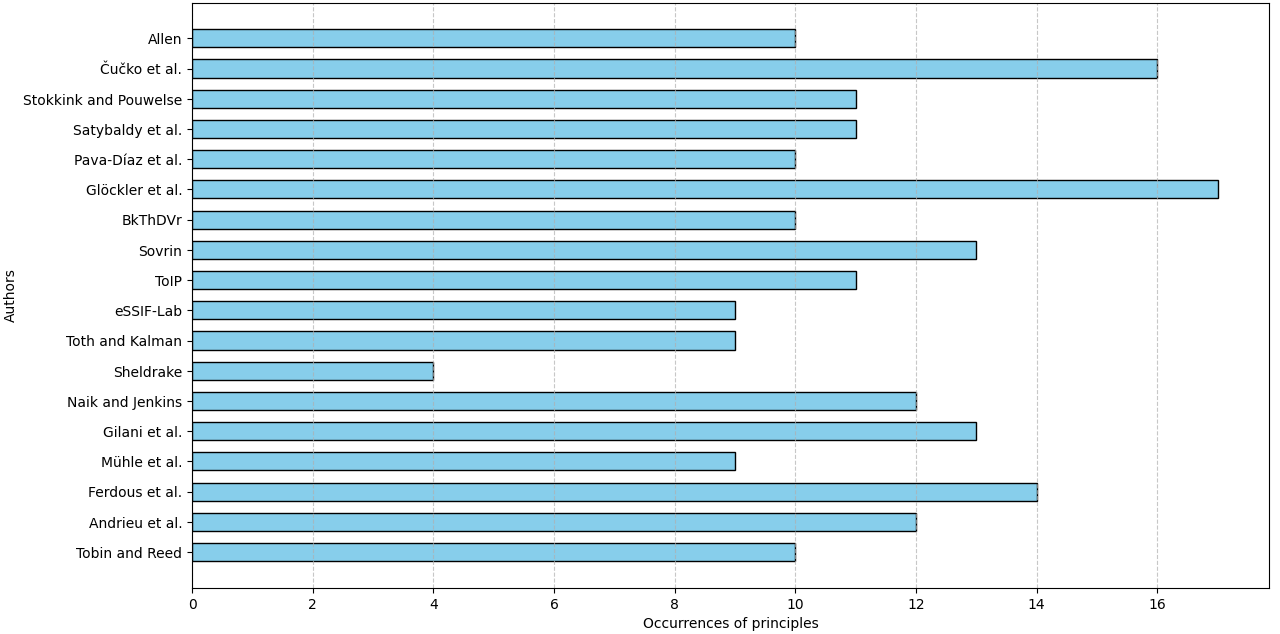 Authors
Allen
Čučko et al.
Stokkink and Pouwelse
Satybaldy et al.
Pava-Díaz et al.
Glöckler et al.
BkThDVr
Sovrin
ToIP
eSSIF-Lab
Toth and Kalman
Sheldrake
Naik and Jenkins
Gilani et al.
Mühle et al.
Ferdous et al.
Andrieu et al.
Tobin and Reed
0 2 4 6 8 10 12 14 16
Occurrences of principles